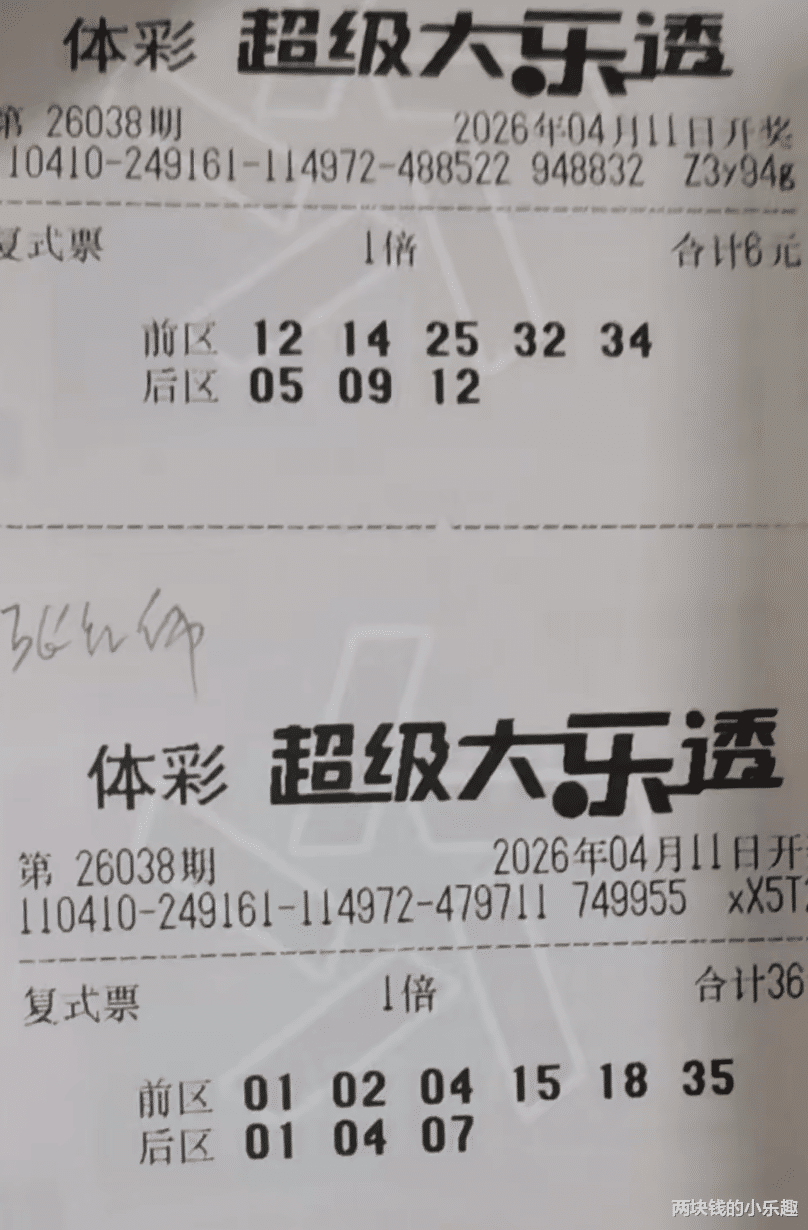 体彩 超级大乐透
第 26038期 2026年04月11日开奖
10410-249161-114972-488522 948832 Z3y94g
复式票 1倍 合计6元
前区 12 14 25 32 34
后区 05 09 12
体彩 超级大乐透
第 26038期 2026年04月11日开
110410-249161-114972-479711 749955 xX5T
复式票 1倍 合计36
前区 01 02 04 15 18 35
后区 01 04 07
两块钱的小乐趣